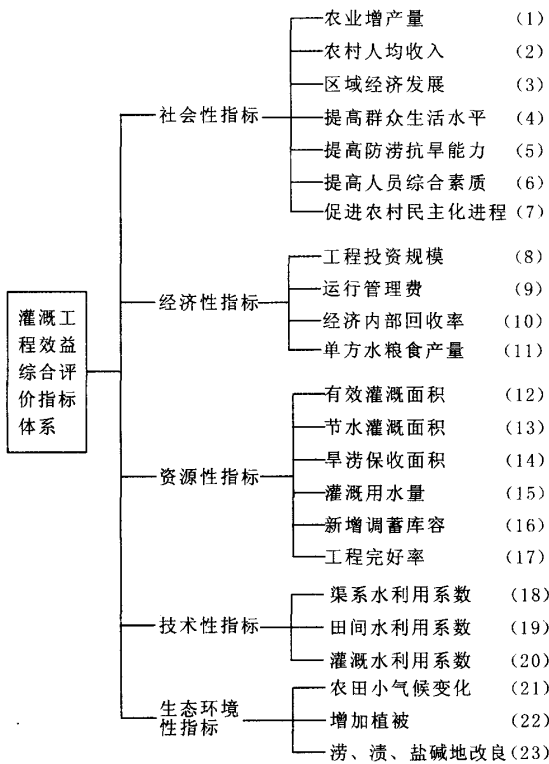 农业增产量 (1)
农村人均收入 (2)
区域经济发展 (3)
社会性指标
提高群众生活水平 (4)
提高防涝抗旱能力 (5)
提高人员综合素质 (6)
促进农村民主化进程 (7)
工程投资规模 (8)
经济性指标
运行管理费 (9)
经济内部回收率 (10)
单方水粮食产量 (11)
灌溉工
程效益
综合评
价指标
体系
有效灌溉面积 (12)
节水灌溉面积 (13)
旱涝保收面积 (14)
资源性指标
灌溉用水量 (15)
新增调蓄库容 (16)
工程完好率 (17)
渠系水利用系数 (18)
技术性指标
田间水利用系数 (19)
灌溉水利用系数 (20)
农田小气候变化 (21)
生态环境
性指标
增加植被 (22)
涝、渍、盐碱地改良(23)